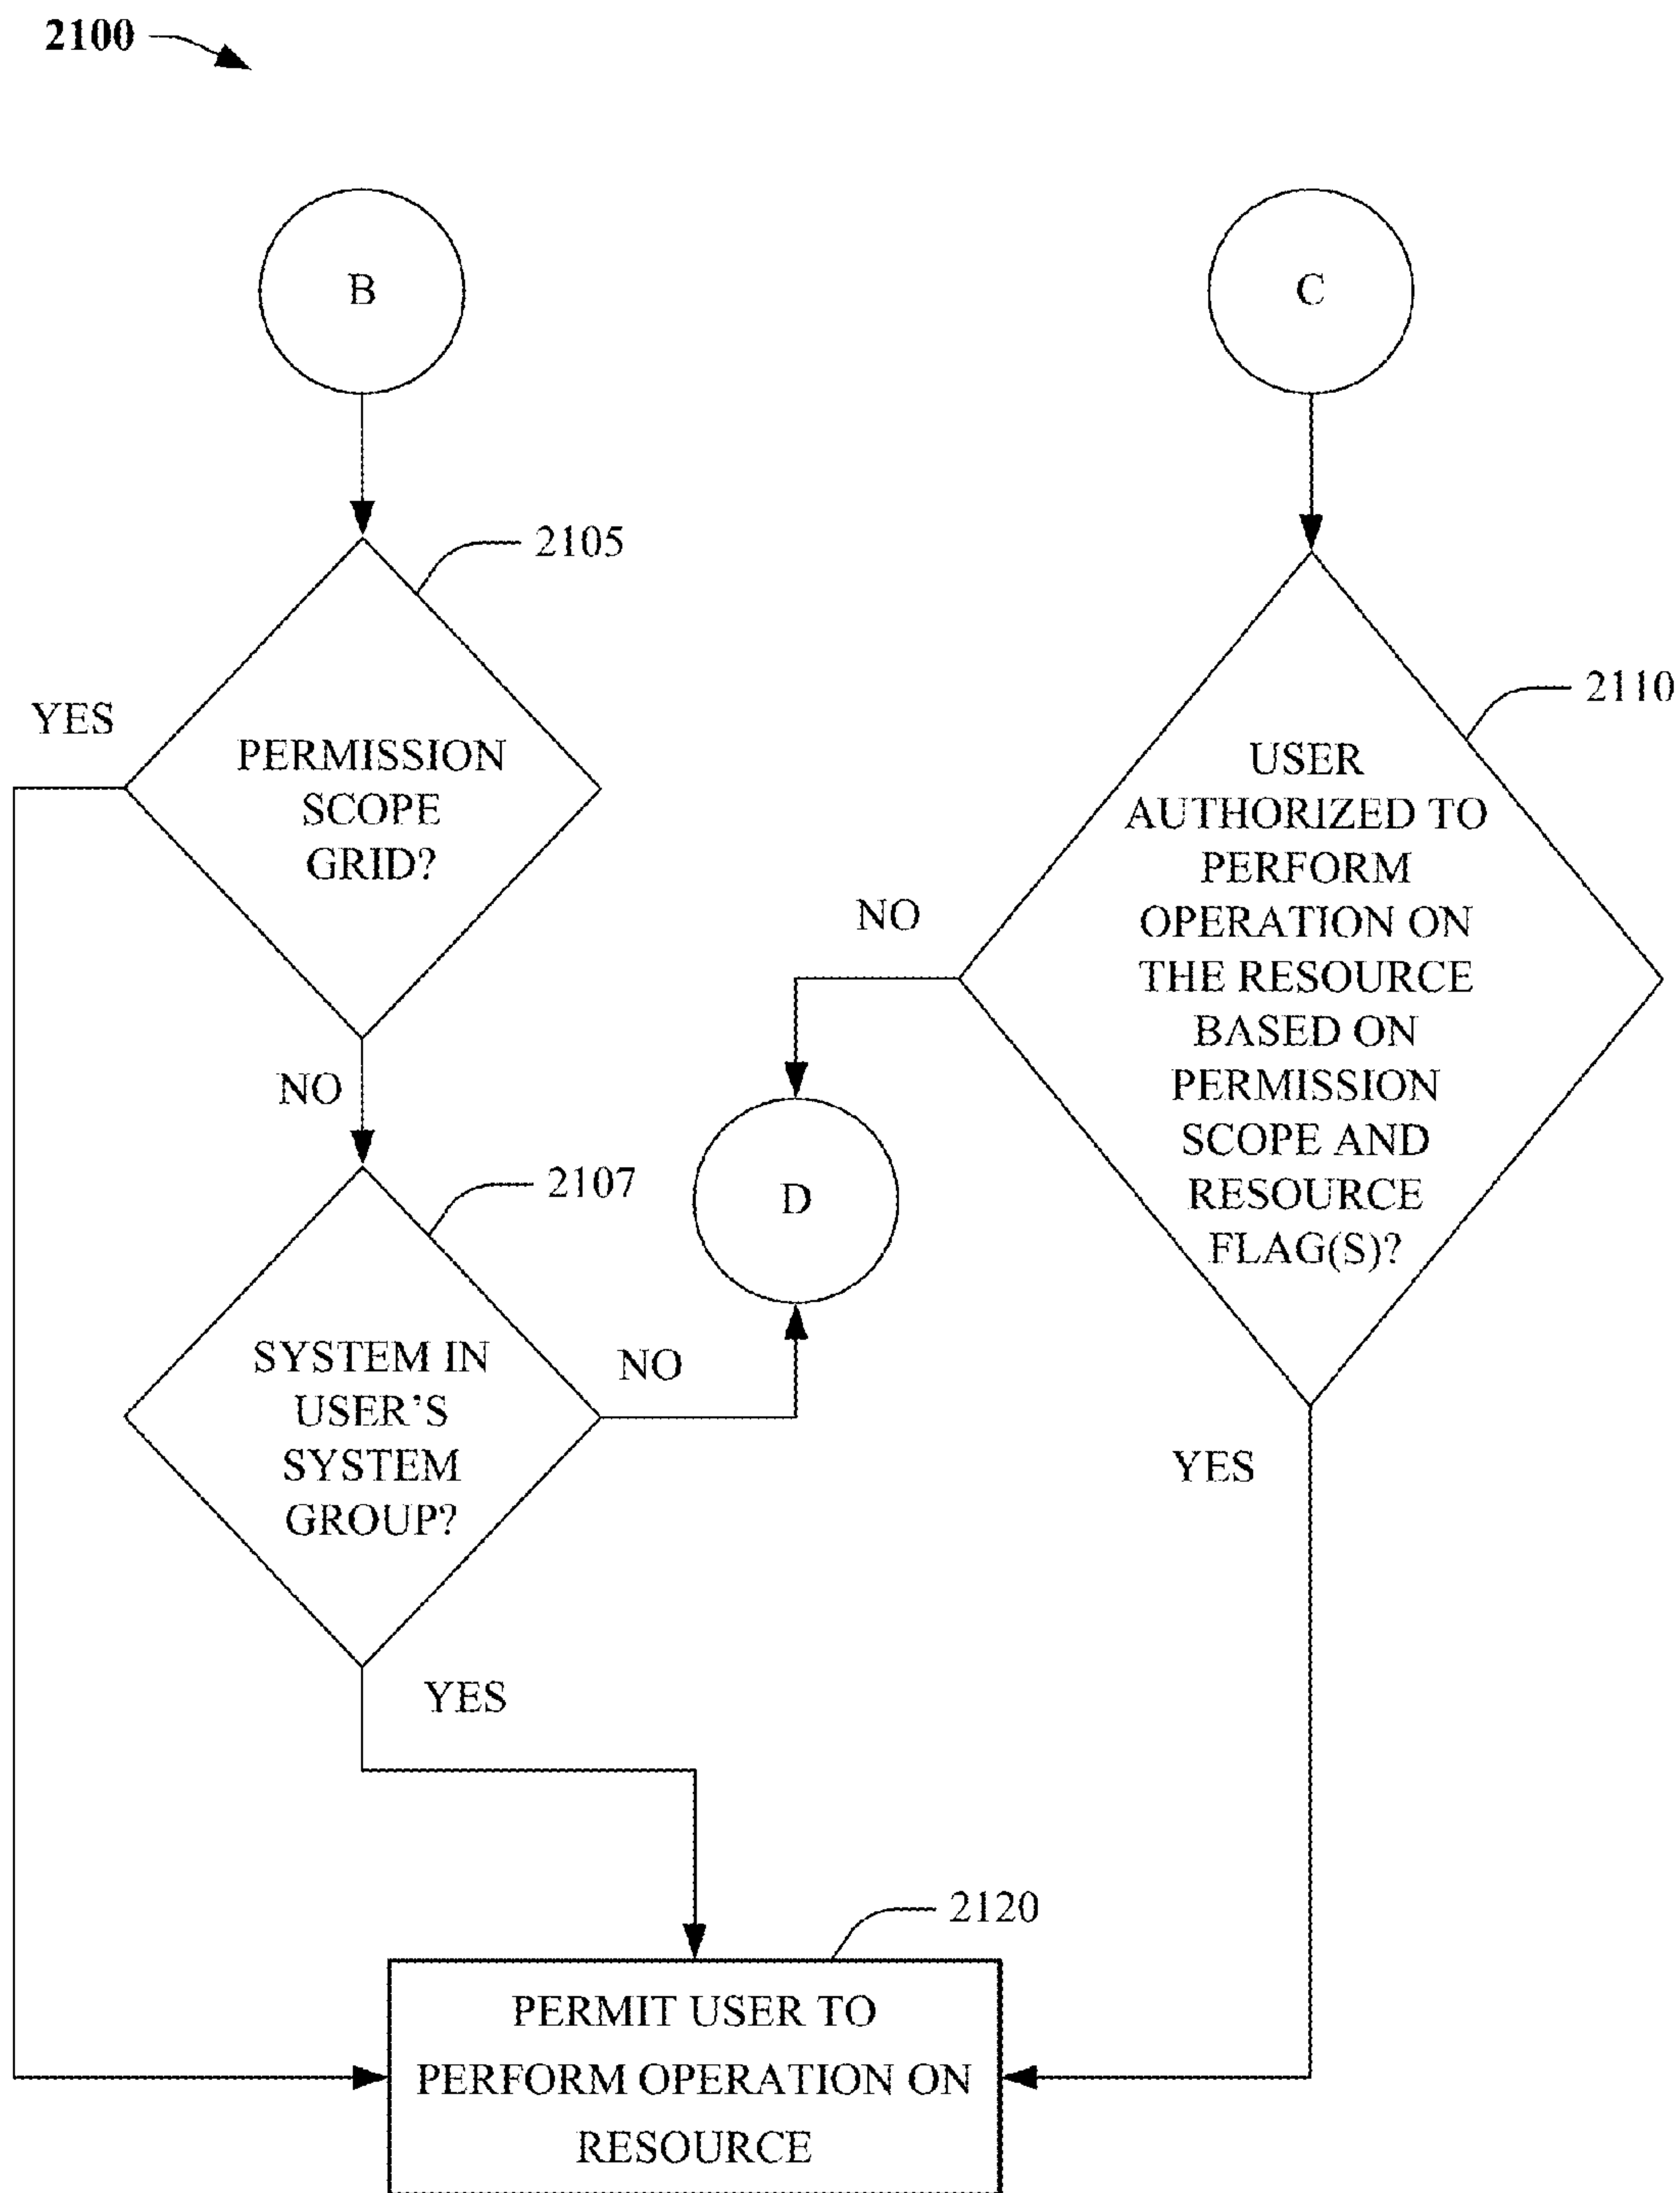 2100
B
C
2105
2110
YES
PERMISSION
SCOPE
GRID?
USER
AUTHORIZED TO
PERFORM
OPERATION ON
THE RESOURCE
BASED ON
PERMISSION
SCOPE AND
RESOURCE
FLAG(S)?
NO
NO
2107
D
SYSTEM IN
USER’S
SYSTEM
GROUP?
NO
YES
YES
2120
PERMIT USER TO
PERFORM OPERATION ON
RESOURCE